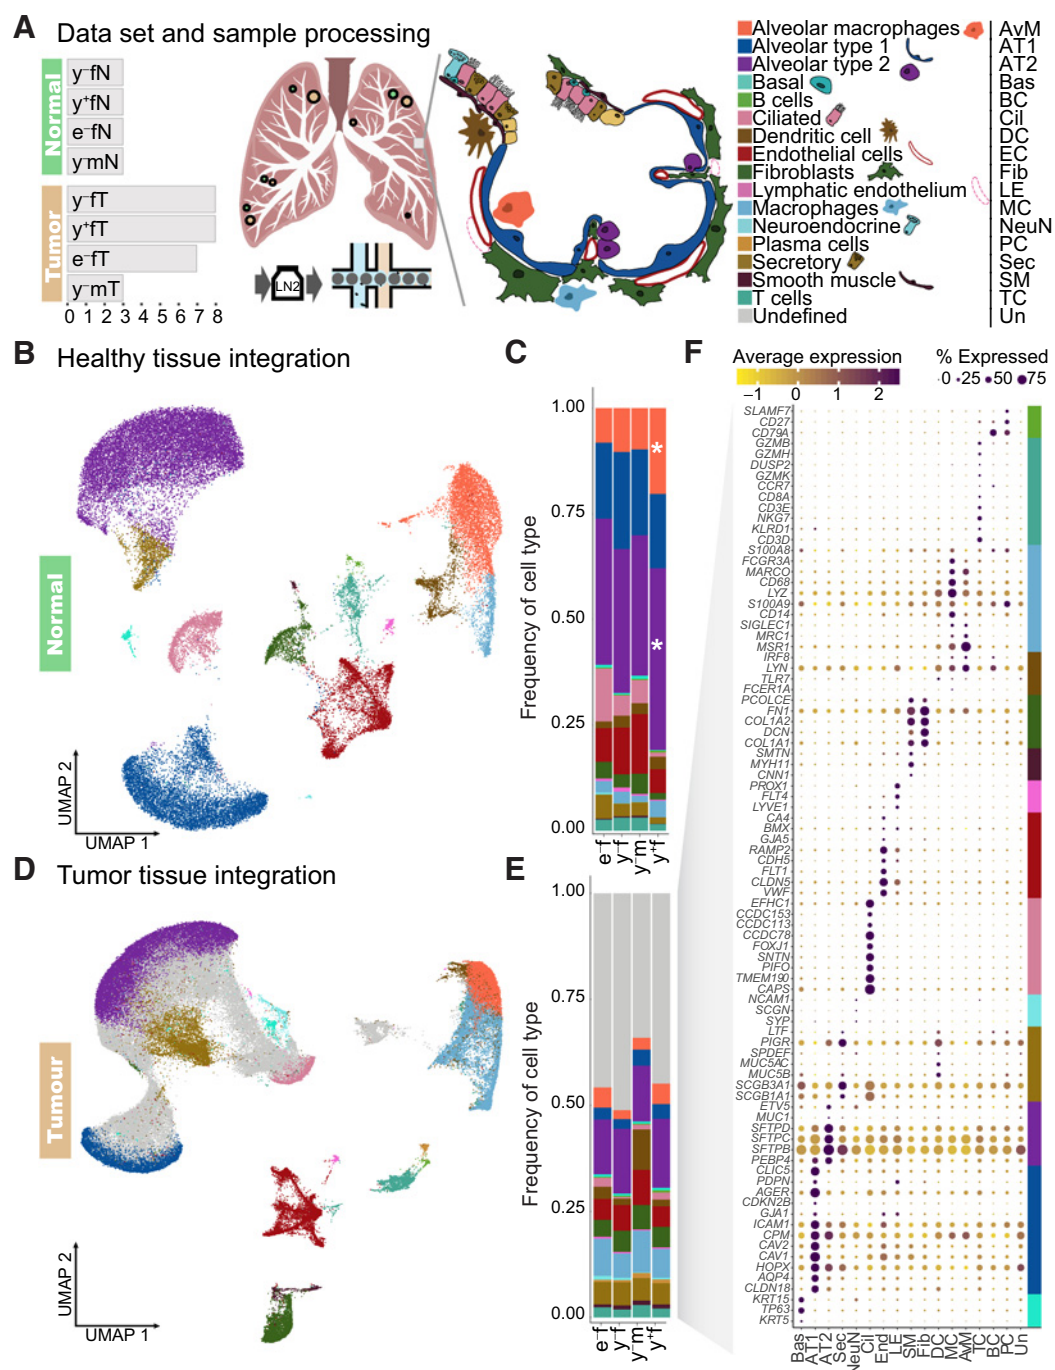 A Data set and sample processing
Normal
y⁻fN
y⁺fN
e⁻fN
y⁻mN
Tumor
y⁻fT
y⁺fT
e⁻fT
y⁻mT
0 1 2 3 4 5 6 7 8
LN2
Alveolar macrophages AvM
Alveolar type 1 AT1
Alveolar type 2 AT2
Basal Bas
B cells BC
Ciliated Cil
Dendritic cell DC
Endothelial cells EC
Fibroblasts Fib
Lymphatic endothelium LE
Macrophages MC
Neuroendocrine NeuN
Plasma cells PC
Secretory Sec
Smooth muscle SM
T cells TC
Undefined Un
B Healthy tissue integration
Normal
UMAP 2
UMAP 1
C
Frequency of cell type
1.00
0.75
0.50
0.25
0.00
*
*
e⁻f y⁻f y⁻m y⁺f
D Tumor tissue integration
Tumour
UMAP 2
UMAP 1
E
Frequency of cell type
1.00
0.75
0.50
0.25
0.00
e⁻f y⁻f y⁻m y⁺f
F
Average expression
−1 0 1 2
% Expressed
0 25 50 75
SLAMF7
CD27
CD79A
GZMB
GZMH
DUSP2
GZMK
CCR7
CD8A
CD3E
NKG7
KLRD1
CD3D
S100A8
FCGR3A
MARCO
CD68
LYZ
S100A9
CD14
SIGLEC1
MRC1
MSR1
IRF8
LYN
TLR7
FCER1A
PCOLCE
FN1
COL1A2
DCN
COL1A1
SMTN
MYH11
CNN1
PROX1
FLT4
LYVE1
CA4
BMX
GJA5
RAMP2
CDH5
FLT1
CLDN5
VWF
EFHC1
CCDC153
CCDC113
CCDC78
FOXJ1
SNTN
PIFO
TMEM190
CAPS
NCAM1
SCGN
SYP
LTF
PIGR
SPDEF
MUC5AC
MUC5B
SCGB3A1
SCGB1A1
ETV5
MUC1
SFTPD
SFTPC
SFTPB
PEBP4
CLIC5
PDPN
AGER
CDKN2B
GJA1
ICAM1
CPM
CAV2
CAV1
HOPX
AQP4
CLDN18
KRT15
TP63
KRT5
Bas AT1 AT2 Sec NeuN Cil End LE SM Fib DC MC AvM TC BC PC Un